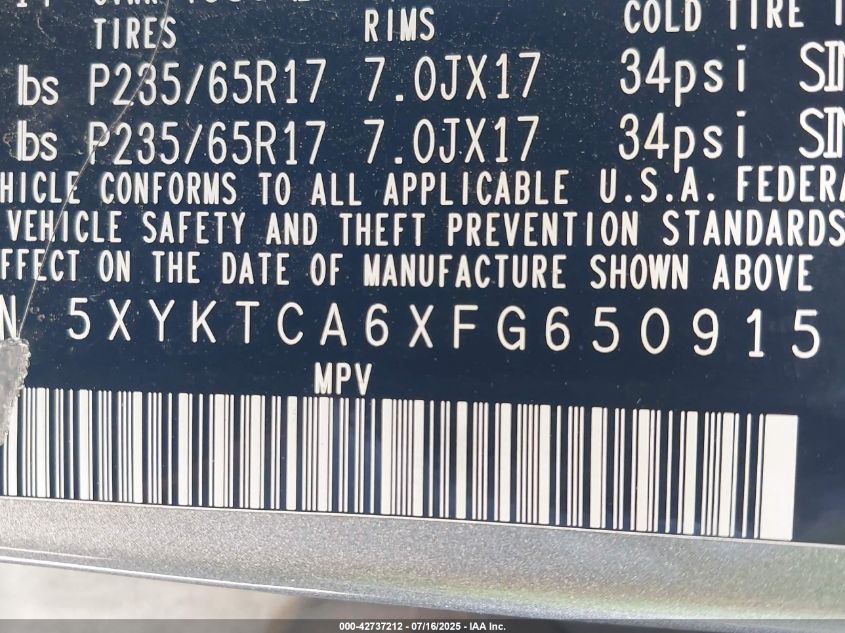 TIRES RIMS COLD TIRE
lbs P235/65R17 7.0JX17 34psi SIN
lbs P235/65R17 7.0JX17 34psi SIN
HICLE CONFORMS TO ALL APPLICABLE U.S.A. FEDERA
VEHICLE SAFETY AND THEFT PREVENTION STANDARDS
FFECT ON THE DATE OF MANUFACTURE SHOWN ABOVE
N 5XYKTCA6XFG650915
MPV
000-42737212 - 07/16/2025 - IAA Inc.